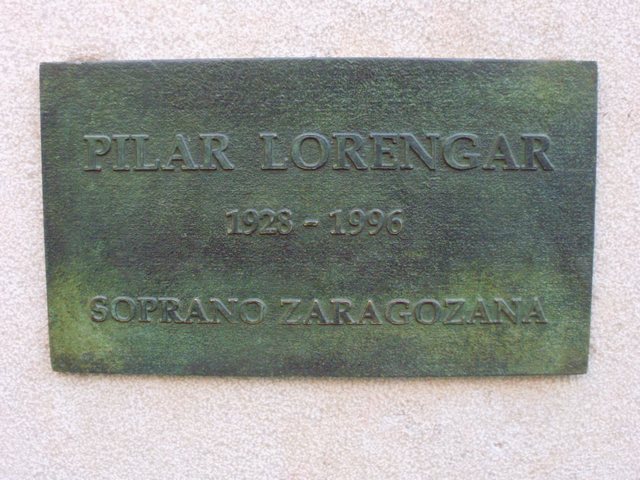 PILAR LORENGAR
1928 - 1996
SOPRANO ZARAGOZANA